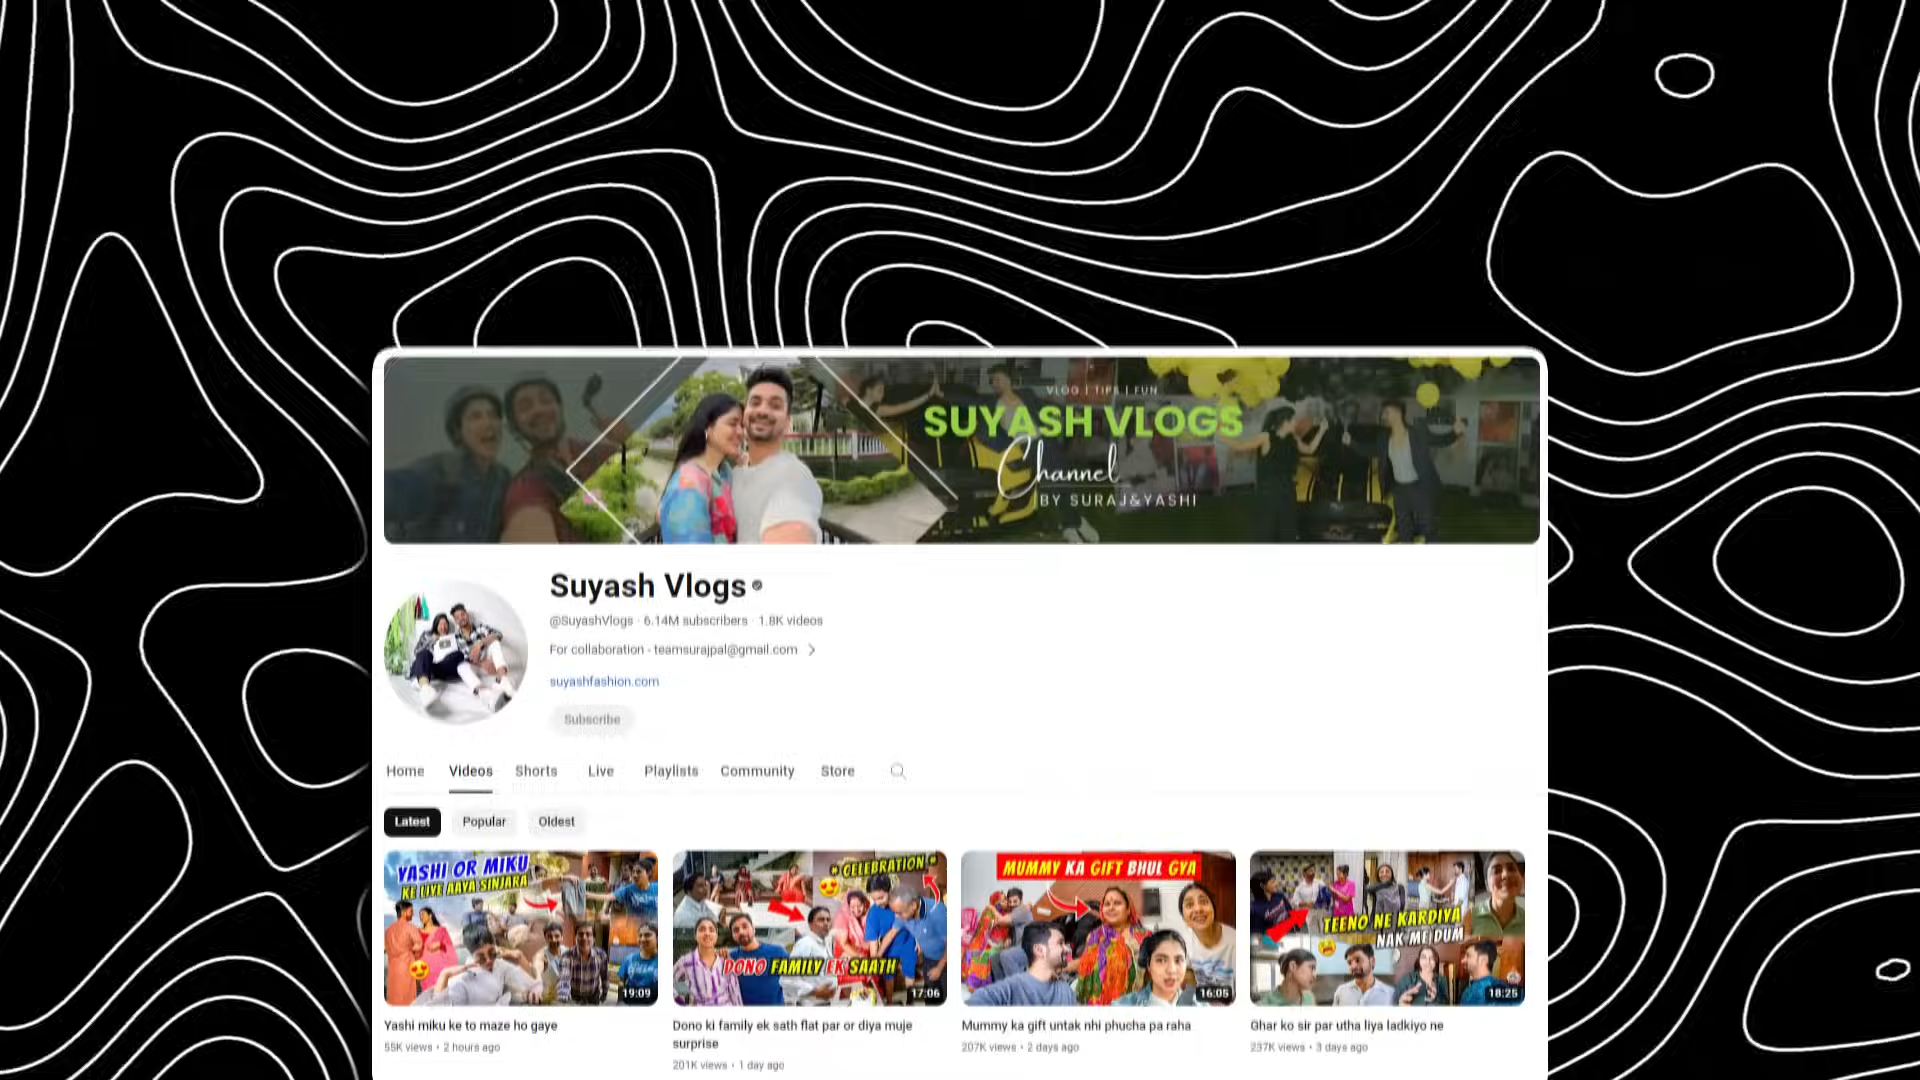 VLOG | TIPS | FUN
SUYASH VLOGS
Channel
BY SURAJ&YASHI
Suyash Vlogs
@SuyashVlogs · 6.14M subscribers · 1.8K videos
For collaboration - teamsurajpal@gmail.com
suyashfashion.com
Subscribe
Home Videos Shorts Live Playlists Community Store
Latest Popular Oldest
YASHI OR MIKU
KE LIYE AAYA SINJARA
19:09
CELEBRATION
DONO FAMILY EK SAATH
17:06
MUMMY KA GIFT BHUL GYA
16:05
TEENO NE KARDIYA
NAK ME DUM
18:25
Yashi miku ke to maze ho gaye
55K views • 2 hours ago
Dono ki family ek sath flat par or diya muje
surprise
201K views • 1 day ago
Mummy ka gift untak nhi phucha pa raha
207K views • 2 days ago
Ghar ko sir par utha liya ladkiyo ne
237K views • 3 days ago